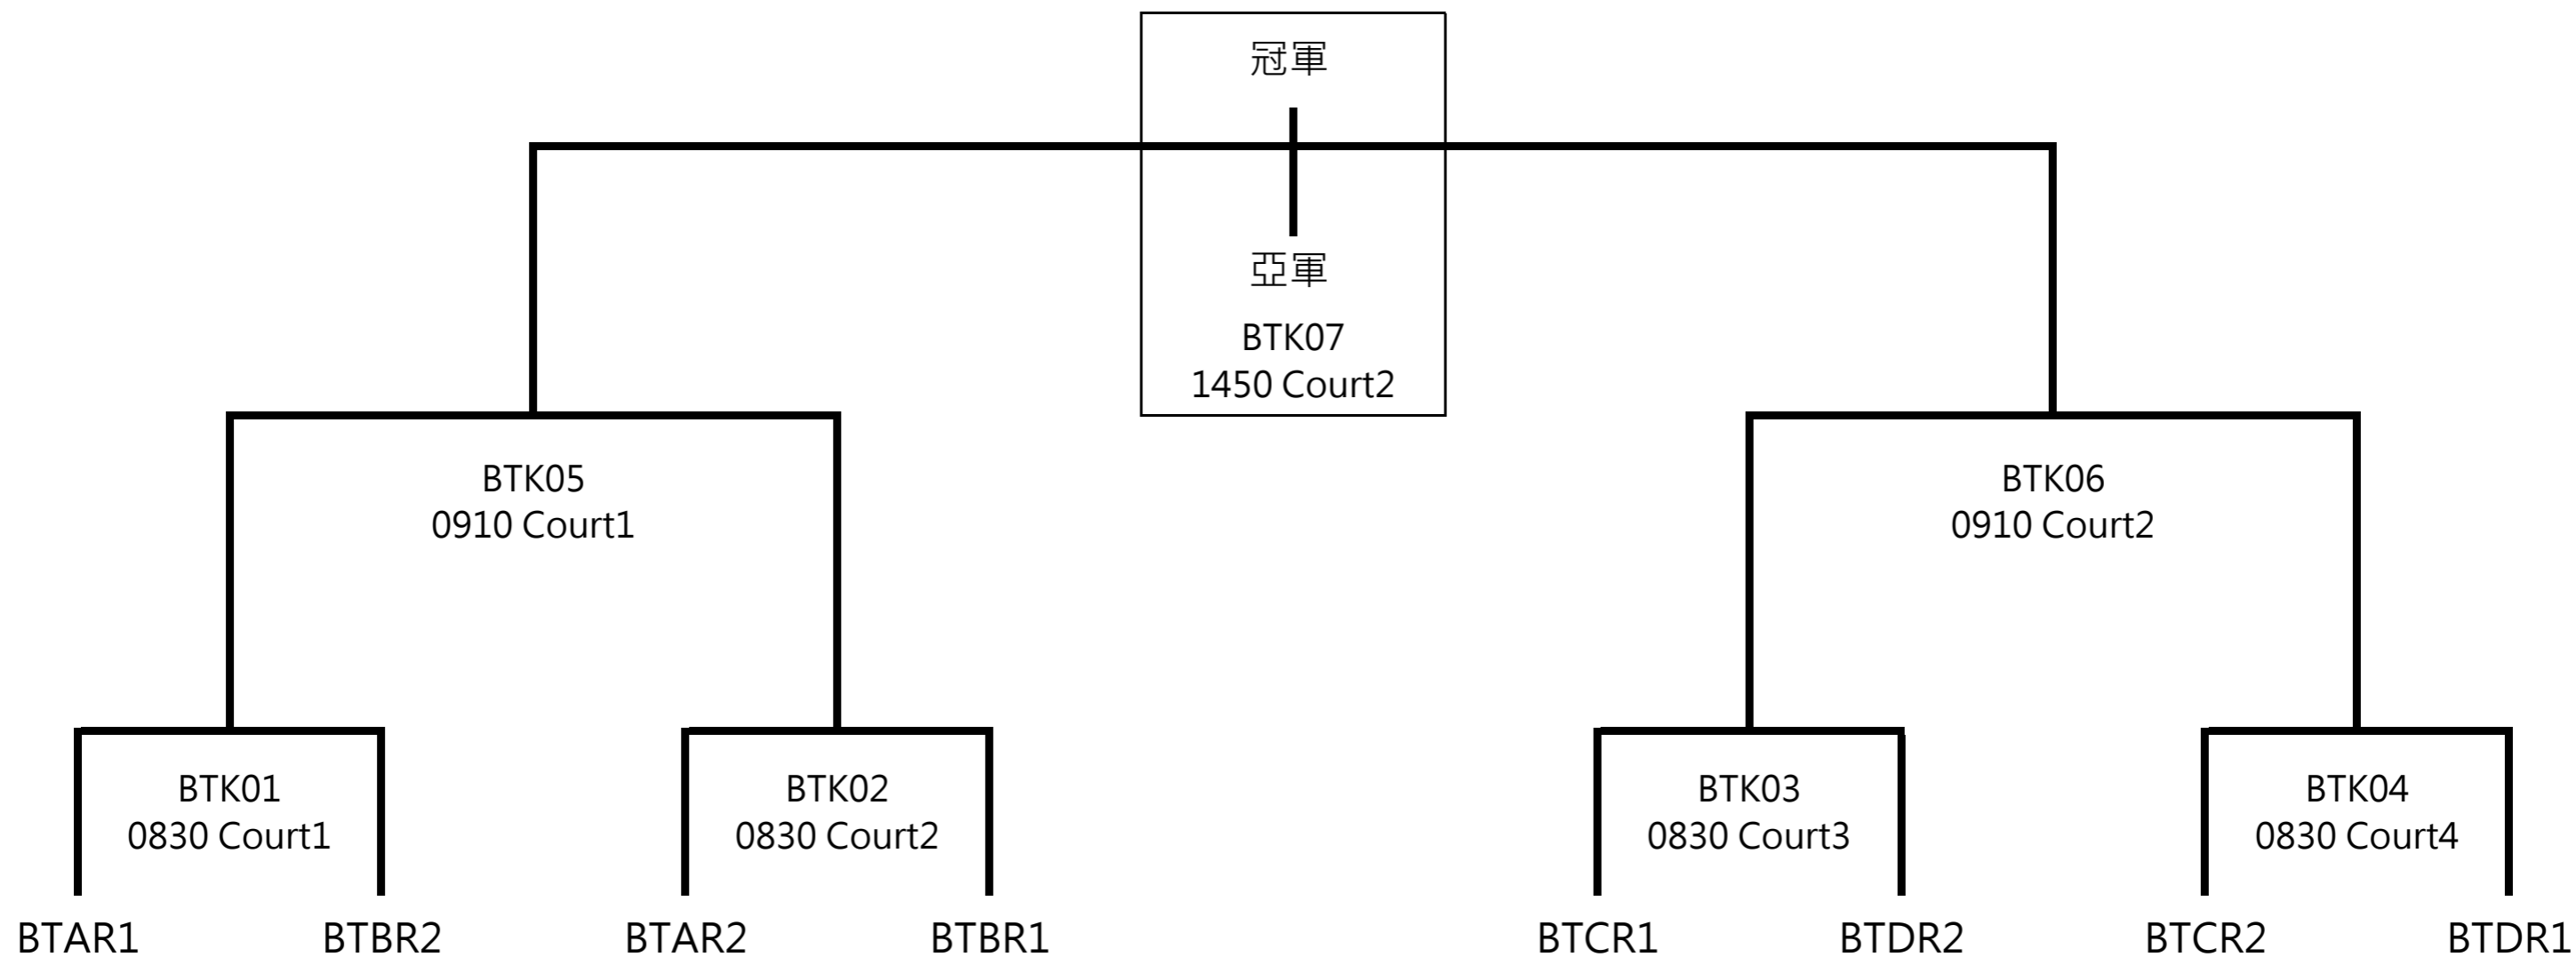 冠軍
亞軍
BTK07
1450 Court2
BTK05
0910 Court1
BTK06
0910 Court2
BTK01
0830 Court1
BTK02
0830 Court2
BTK03
0830 Court3
BTK04
0830 Court4
BTAR1
BTBR2
BTAR2
BTBR1
BTCR1
BTDR2
BTCR2
BTDR1